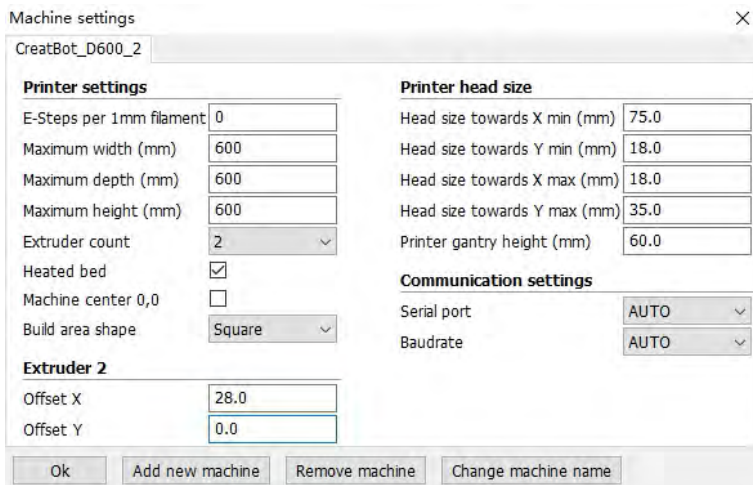 Machine settings
CreatBot_D600_2
Printer settings
E-Steps per 1mm filament 0
Maximum width (mm) 600
Maximum depth (mm) 600
Maximum height (mm) 600
Extruder count 2
Heated bed
Machine center 0,0
Build area shape Square
Extruder 2
Offset X 28.0
Offset Y 0.0
Printer head size
Head size towards X min (mm) 75.0
Head size towards Y min (mm) 18.0
Head size towards X max (mm) 18.0
Head size towards Y max (mm) 35.0
Printer gantry height (mm) 60.0
Communication settings
Serial port AUTO
Baudrate AUTO
Ok Add new machine Remove machine Change machine name